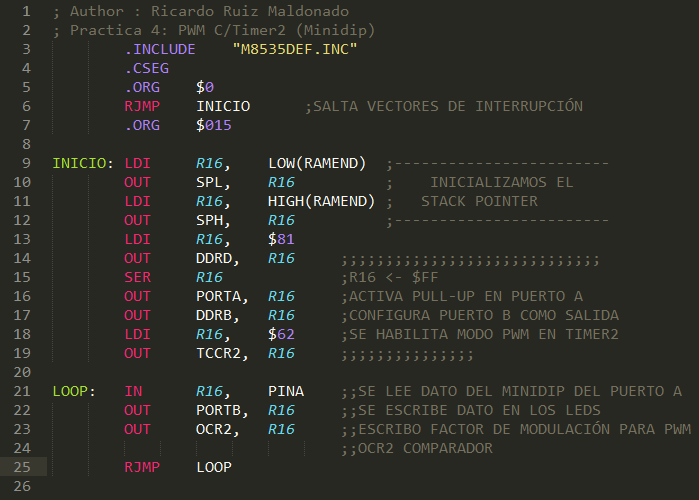 1 ; Author : Ricardo Ruiz Maldonado
2 ; Practica 4: PWM C/Timer2 (Minidip)
3 .INCLUDE "M8535DEF.INC"
4 .CSEG
5 .ORG $0
6 RJMP INICIO ;SALTA VECTORES DE INTERRUPCIÓN
7 .ORG $015
8
9 INICIO: LDI R16, LOW(RAMEND) ;------------------------
10 OUT SPL, R16 ; INICIALIZAMOS EL
11 LDI R16, HIGH(RAMEND) ; STACK POINTER
12 OUT SPH, R16 ;------------------------
13 LDI R16, $81
14 OUT DDRD, R16 ;;;;;;;;;;;;;;;;;;;;;;;;;;;;;
15 SER R16 ;R16 <- $FF
16 OUT PORTA, R16 ;ACTIVA PULL-UP EN PUERTO A
17 OUT DDRB, R16 ;CONFIGURA PUERTO B COMO SALIDA
18 LDI R16, $62 ;SE HABILITA MODO PWM EN TIMER2
19 OUT TCCR2, R16 ;;;;;;;;;;;;;;;
20
21 LOOP: IN R16, PINA ;;SE LEE DATO DEL MINIDIP DEL PUERTO A
22 OUT PORTB, R16 ;;SE ESCRIBE DATO EN LOS LEDS
23 OUT OCR2, R16 ;;ESCRIBO FACTOR DE MODULACIÓN PARA PWM
24 ;;OCR2 COMPARADOR
25 RJMP LOOP
26